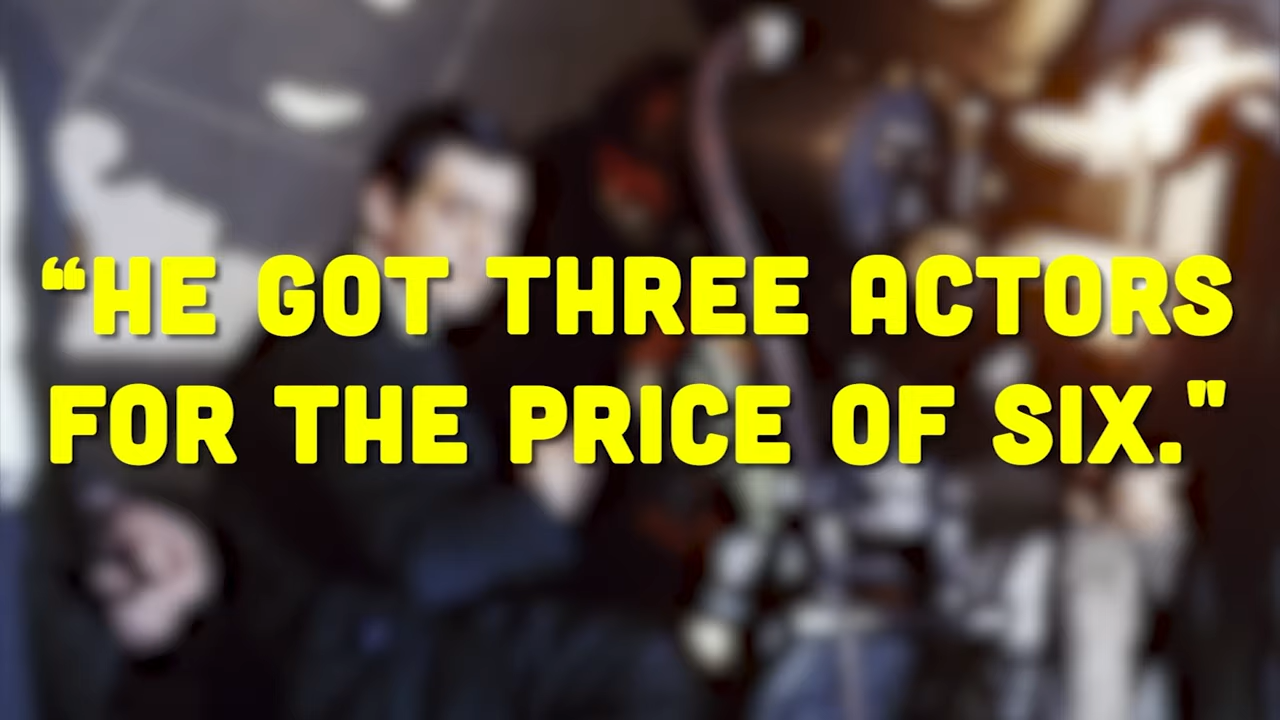 “HE GOT THREE ACTORS
FOR THE PRICE OF SIX."